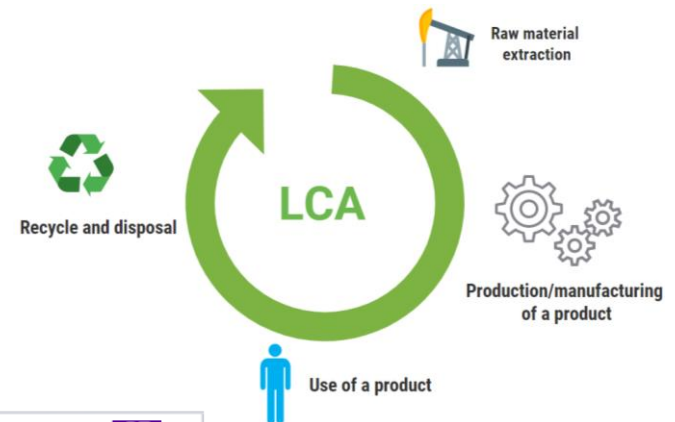 Raw material
extraction
LCA
Recycle and disposal
Production/manufacturing
of a product
Use of a product